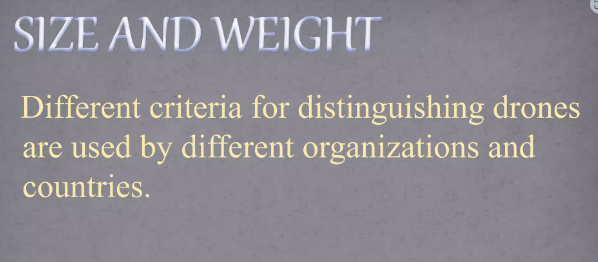 SIZE AND WEIGHT
Different criteria for distinguishing drones
are used by different organizations and
countries.